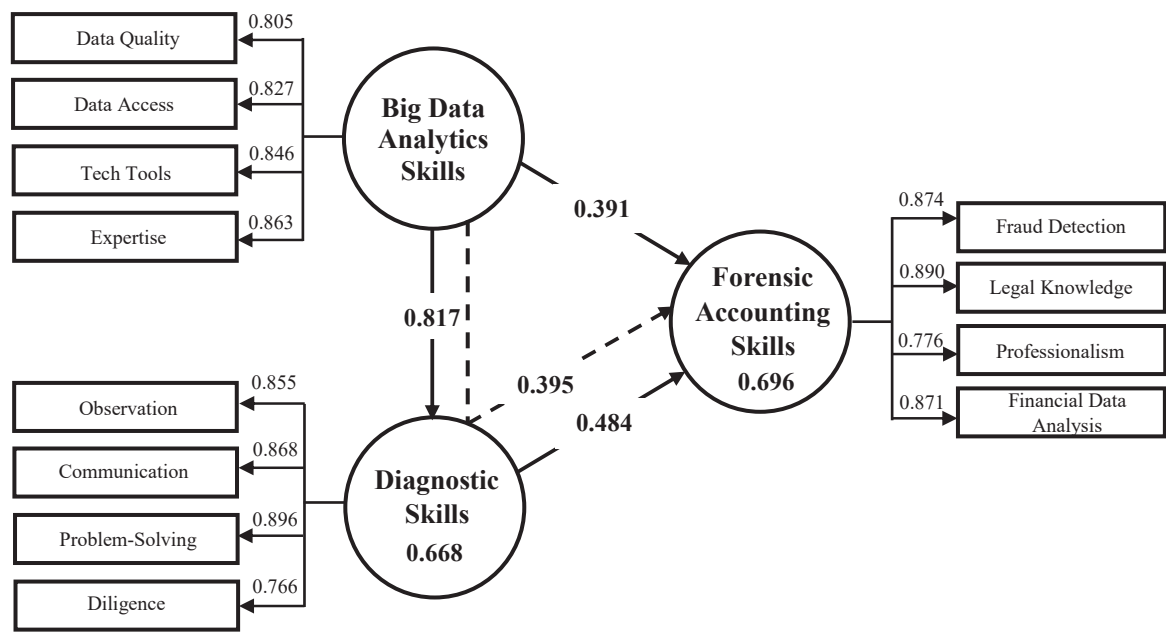 0.805
Data Quality
0.827
Data Access
0.846
Tech Tools
0.863
Expertise
Big Data
Analytics
Skills
0.391
0.817
0.395
0.484
Forensic
Accounting
Skills
0.696
0.874
Fraud Detection
0.890
Legal Knowledge
0.776
Professionalism
0.871
Financial Data
Analysis
0.855
Observation
0.868
Communication
0.896
Problem-Solving
0.766
Diligence
Diagnostic
Skills
0.668